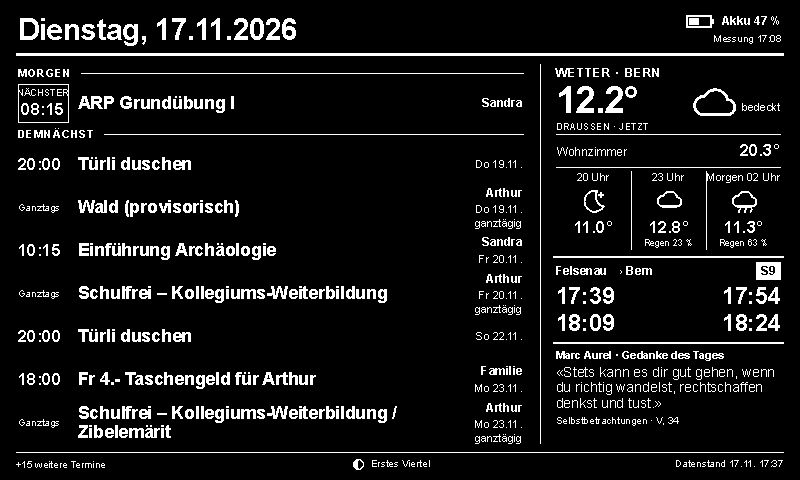 Dienstag, 17.11.2026
Akku 47 %
Messung 17:08
MORGEN
NÄCHSTER
08:15
ARP Grundübung I
Sandra
DEMNÄCHST
20:00 Türli duschen Do 19.11.
Ganztags Wald (provisorisch) Arthur
Do 19.11.
ganztägig
10:15 Einführung Archäologie Sandra
Fr 20.11.
Ganztags Schulfrei – Kollegiums-Weiterbildung Arthur
Fr 20.11.
ganztägig
20:00 Türli duschen So 22.11.
18:00 Fr 4.- Taschengeld für Arthur Familie
Mo 23.11.
Ganztags Schulfrei – Kollegiums-Weiterbildung /
Zibelemärit
Arthur
Mo 23.11.
ganztägig
WETTER · BERN
12.2°
bedeckt
DRAUSSEN · JETZT
Wohnzimmer 20.3°
20 Uhr 23 Uhr Morgen 02 Uhr
11.0° 12.8° 11.3°
Regen 23 % Regen 63 %
Felsenau → Bern S9
17:39 17:54
18:09 18:24
Marc Aurel · Gedanke des Tages
«Stets kann es dir gut gehen, wenn
du richtig wandelst, rechtschaffen
denkst und tust.»
Selbstbetrachtungen · V, 34
+15 weitere Termine
Erstes Viertel
Datenstand 17.11. 17:37